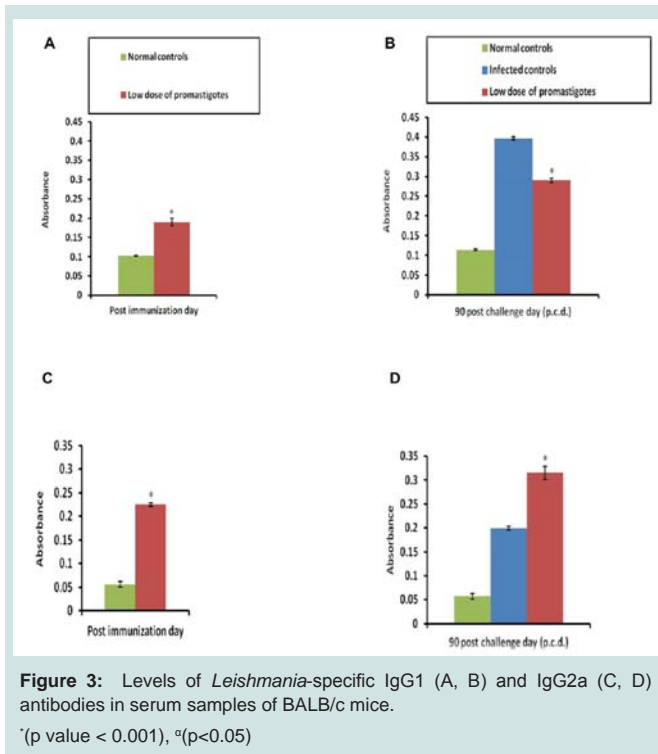 A
Normal controls
Low dose of promastigotes
0.45
0.4
0.35
0.3
0.25
0.2
0.15
0.1
0.05
0
Absorbance
*
Post immunization day
B
Normal controls
Infected controls
Low dose of promastigotes
0.45
0.4
0.35
0.3
0.25
0.2
0.15
0.1
0.05
0
Absorbance
*
90 post challenge day (p.c.d.)
C
0.35
0.3
0.25
0.2
0.15
0.1
0.05
0
Absorbance
*
Post immunization day
D
0.35
0.3
0.25
0.2
0.15
0.1
0.05
0
Absorbance
*
90 post challenge day (p.c.d.)
Figure 3: Levels of Leishmania-specific IgG1 (A, B) and IgG2a (C, D)
antibodies in serum samples of BALB/c mice.
*(p value < 0.001), α(p<0.05)